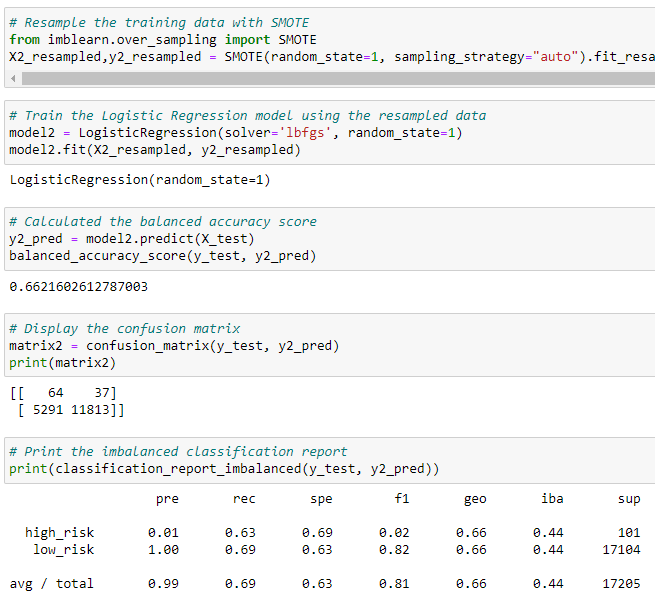 # Resample the training data with SMOTE
from imblearn.over_sampling import SMOTE
X2_resampled,y2_resampled = SMOTE(random_state=1, sampling_strategy="auto").fit_resa
# Train the Logistic Regression model using the resampled data
model2 = LogisticRegression(solver='lbfgs', random_state=1)
model2.fit(X2_resampled, y2_resampled)
LogisticRegression(random_state=1)
# Calculated the balanced accuracy score
y2_pred = model2.predict(X_test)
balanced_accuracy_score(y_test, y2_pred)
0.6621602612787003
# Display the confusion matrix
matrix2 = confusion_matrix(y_test, y2_pred)
print(matrix2)
[[   64    37]
 [ 5291 11813]]
# Print the imbalanced classification report
print(classification_report_imbalanced(y_test, y2_pred))
                   pre       rec       spe        f1       geo       iba       sup
  high_risk       0.01      0.63      0.69      0.02      0.66      0.44       101
   low_risk       1.00      0.69      0.63      0.82      0.66      0.44     17104
avg / total       0.99      0.69      0.63      0.81      0.66      0.44     17205